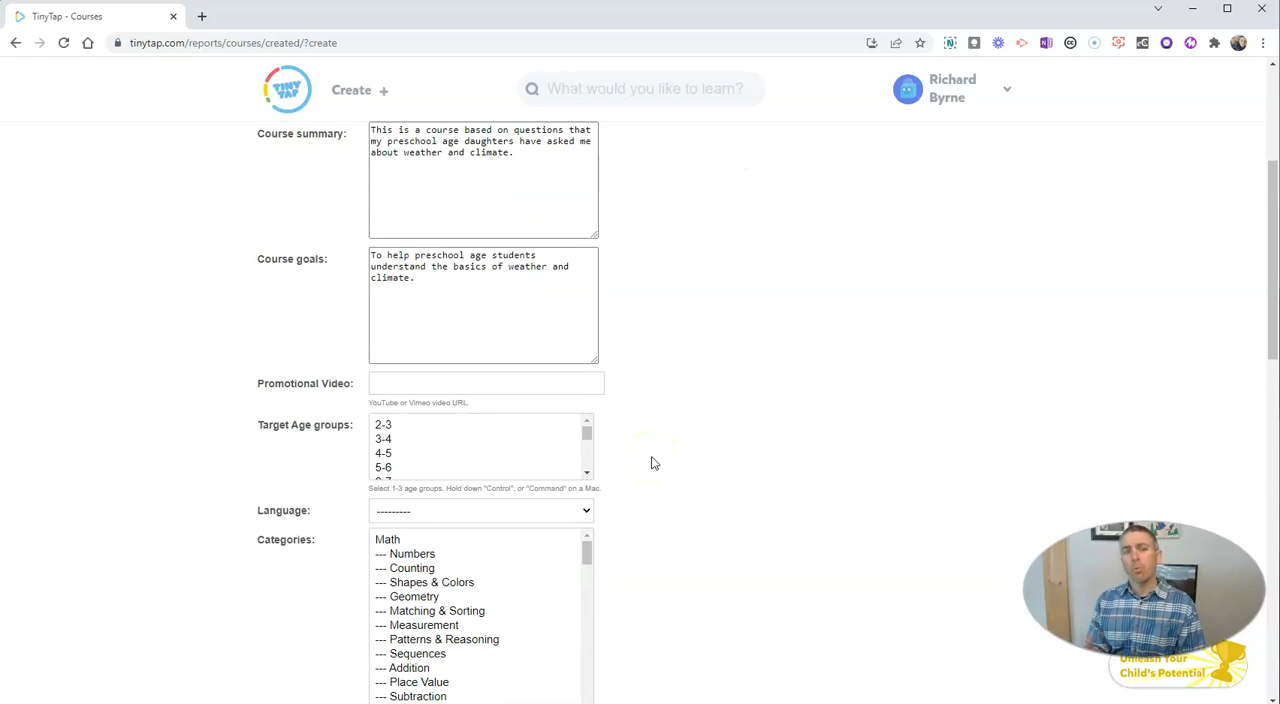 TinyTap - Courses
tinytap.com/reports/courses/created/?create
TINY TAP
Create +
What would you like to learn?
Richard
Byrne
Course summary:
This is a course based on questions that
my preschool age daughters have asked me
about weather and climate.
Course goals:
To help preschool age students
understand the basics of weather and
climate.
Promotional Video:
YouTube or Vimeo video URL.
Target Age groups:
2-3
3-4
4-5
5-6
Select 1-3 age groups. Hold down "Control", or "Command" on a Mac.
Language:
---------
Categories:
Math
--- Numbers
--- Counting
--- Shapes & Colors
--- Geometry
--- Matching & Sorting
--- Measurement
--- Patterns & Reasoning
--- Sequences
--- Addition
--- Place Value
--- Subtraction
Unleash Your
Child's Potential